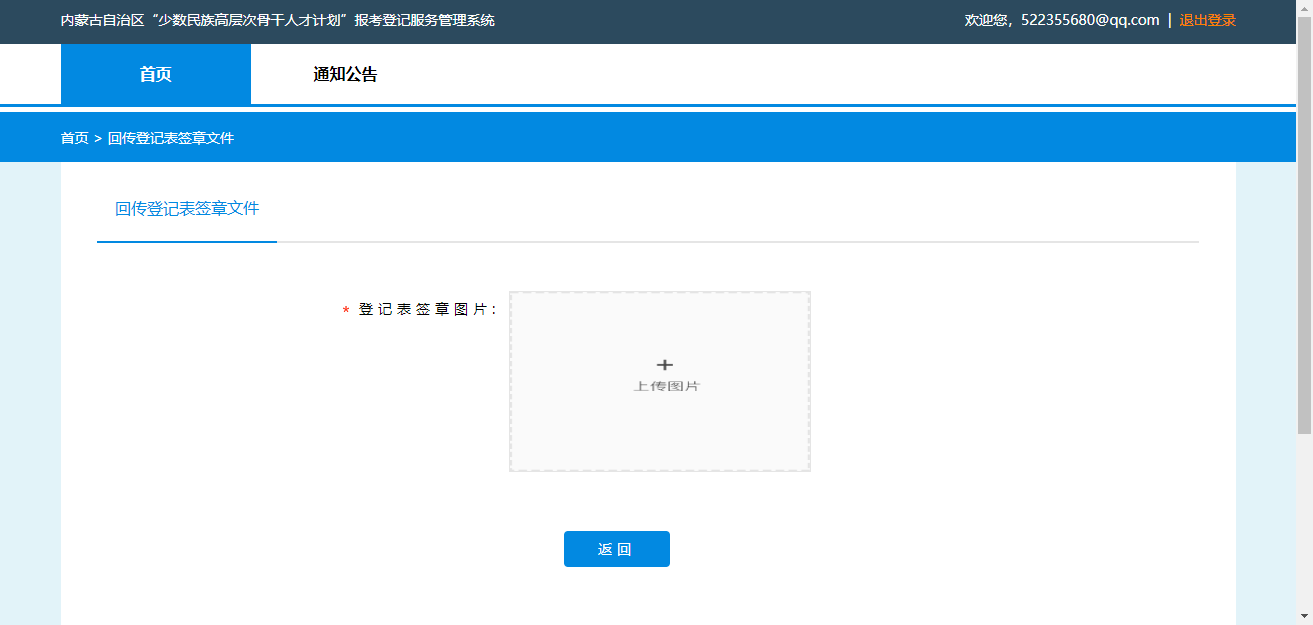 内蒙古自治区“少数民族高层次骨干人才计划”报考登记服务管理系统
欢迎您，522355680@qq.com | 退出登录
首页 通知公告
首页 > 回传登记表签章文件
回传登记表签章文件
* 登记表签章图片：
+
上传图片
返回